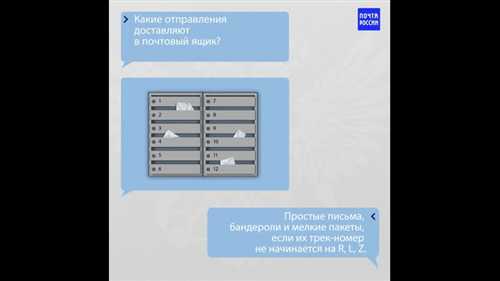 Какие отправления
доставляют
в почтовый ящик?
ПОЧТА
РОССИИ
1 7
2 8
3 9
4 10
5 11
6 12
Простые письма,
бандероли и мелкие пакеты,
если их трек-номер
не начинается на R, L, Z.